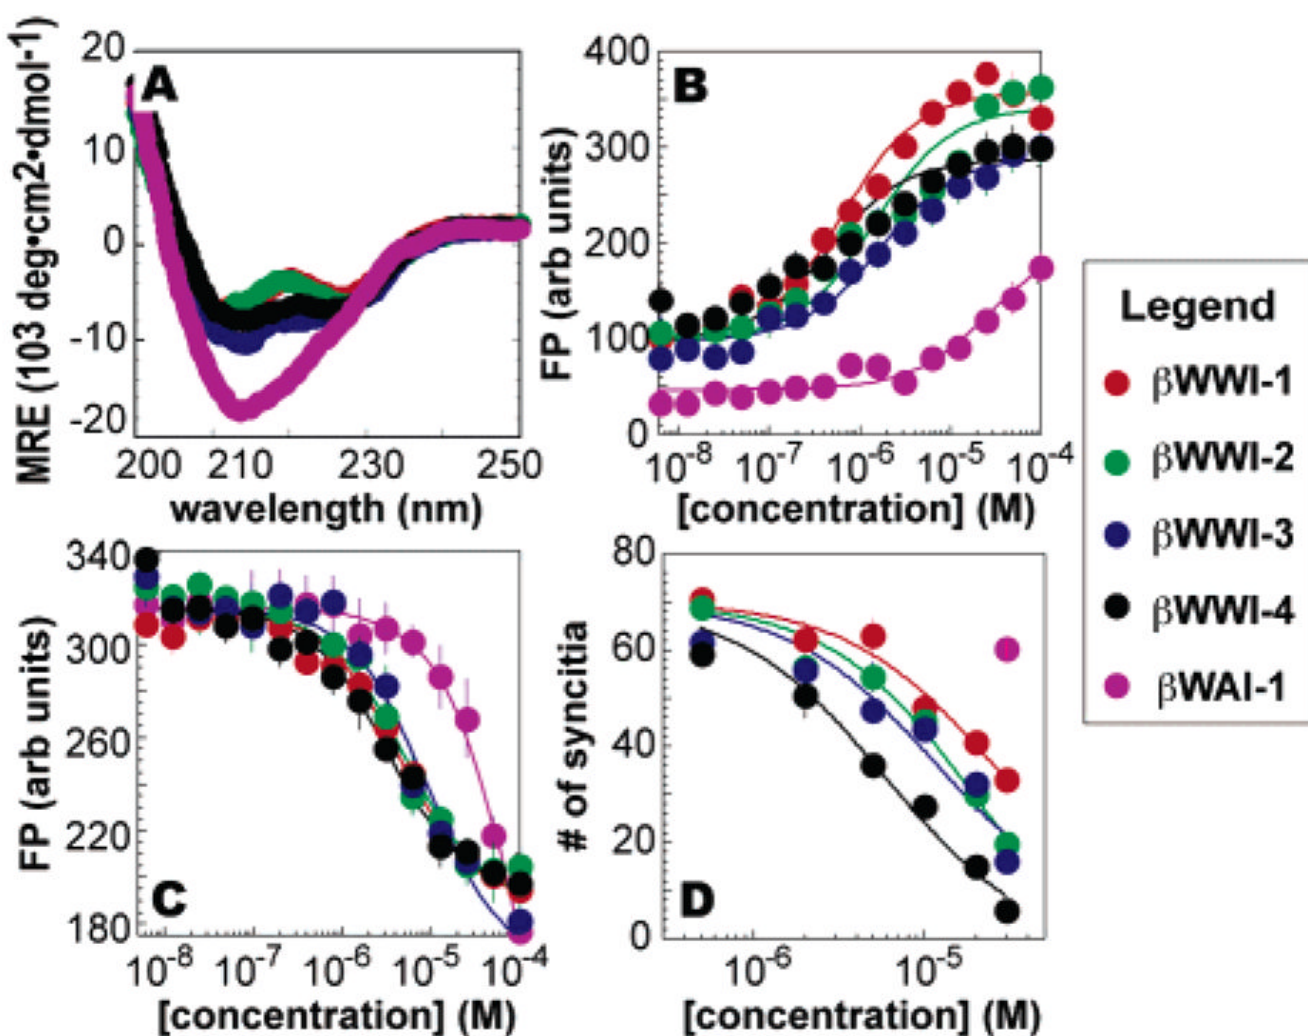 A
MRE (10³ deg•cm2•dmol-1)
20
10
0
-10
-20
200 210 230 250
wavelength (nm)
B
FP (arb units)
400
300
200
100
0
10-8 10-7 10-6 10-5 10-4
[concentration] (M)
C
FP (arb units)
340
300
260
220
180
10-8 10-7 10-6 10-5 10-4
[concentration] (M)
D
# of syncitia
80
60
40
20
0
10-6 10-5
[concentration] (M)
Legend
βWWI-1
βWWI-2
βWWI-3
βWWI-4
βWAI-1